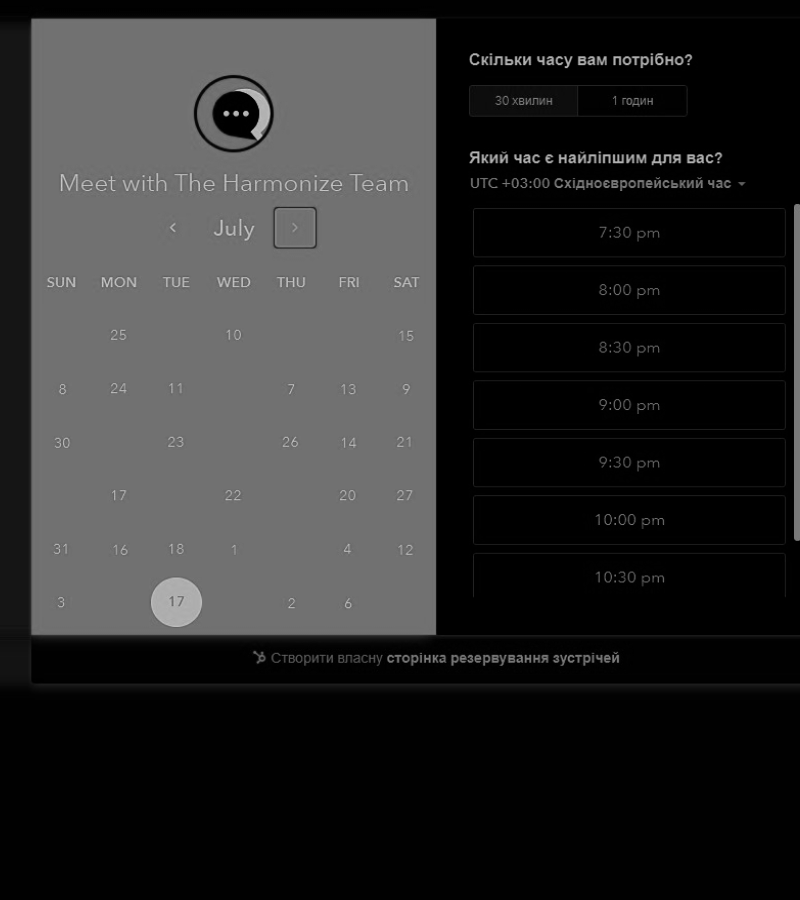 Meet with The Harmonize Team
July
SUN MON TUE WED THU FRI SAT
25 10 15
8 24 11 7 13 9
30 23 26 14 21
17 22 20 27
31 16 18 1 4 12
3 17 2 6
Скільки часу вам потрібно?
30 хвилин 1 годин
Який час є найліпшим для вас?
UTC +03:00 Східноєвропейський час
7:30 pm
8:00 pm
8:30 pm
9:00 pm
9:30 pm
10:00 pm
10:30 pm
Створити власну сторінка резервування зустрічей